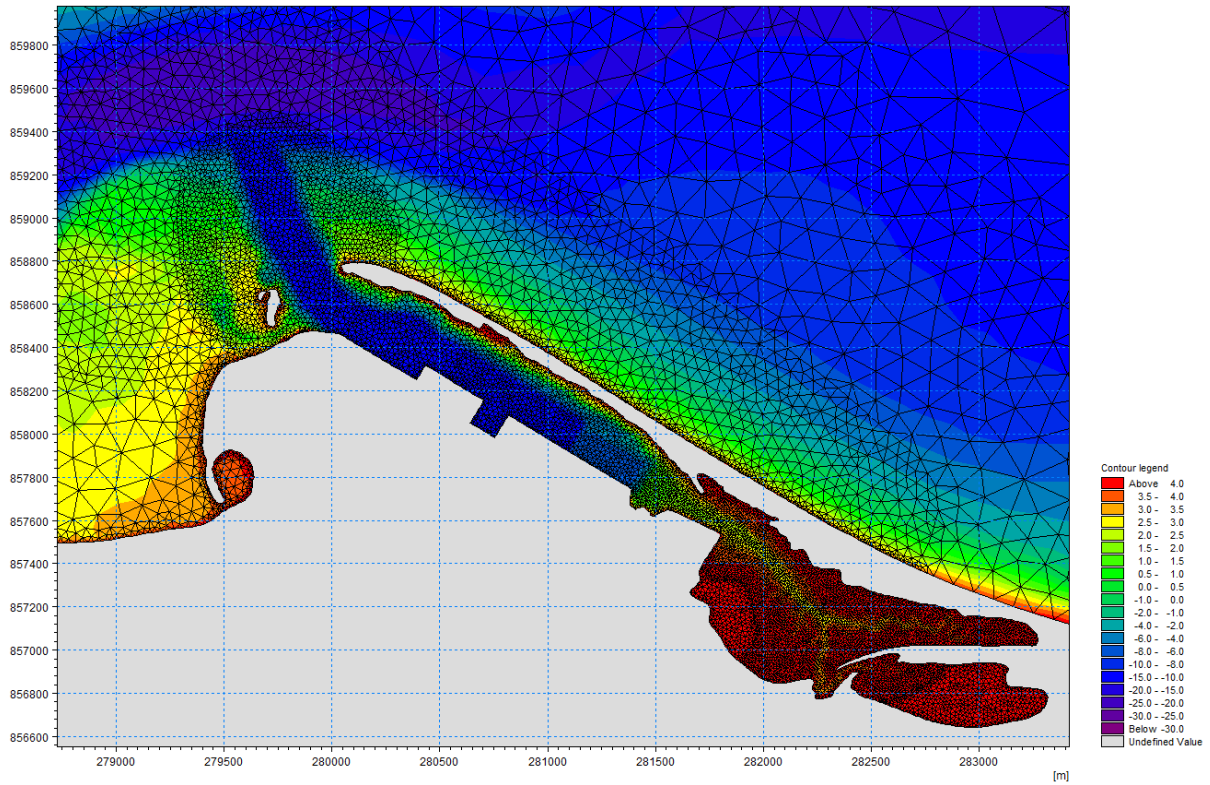 859800
859600
859400
859200
859000
858800
858600
858400
858200
858000
857800
857600
857400
857200
857000
856800
856600
279000 279500 280000 280500 281000 281500 282000 282500 283000
[m]
Contour legend
Above 4.0
3.5 - 4.0
3.0 - 3.5
2.5 - 3.0
2.0 - 2.5
1.5 - 2.0
1.0 - 1.5
0.5 - 1.0
0.0 - 0.5
-1.0 - 0.0
-2.0 - -1.0
-4.0 - -2.0
-6.0 - -4.0
-8.0 - -6.0
-10.0 - -8.0
-15.0 - -10.0
-20.0 - -15.0
-25.0 - -20.0
-30.0 - -25.0
Below -30.0
Undefined Value